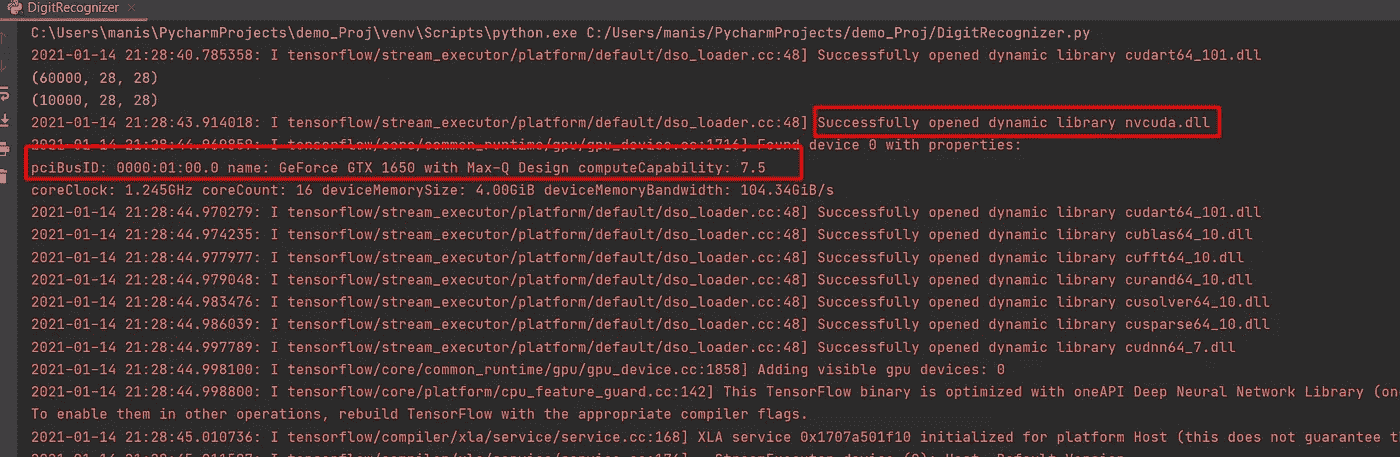 DigitRecognizer
C:\Users\manis\PycharmProjects\demo_Proj\venv\Scripts\python.exe C:/Users/manis/PycharmProjects/demo_Proj/DigitRecognizer.py
2021-01-14 21:28:40.785358: I tensorflow/stream_executor/platform/default/dso_loader.cc:48] Successfully opened dynamic library cudart64_101.dll
(60000, 28, 28)
(10000, 28, 28)
2021-01-14 21:28:43.914018: I tensorflow/stream_executor/platform/default/dso_loader.cc:48] Successfully opened dynamic library nvcuda.dll
2021-01-14 21:28:44.969859: I tensorflow/core/common_runtime/gpu/gpu_device.cc:1716] Found device 0 with properties:
pciBusID: 0000:01:00.0 name: GeForce GTX 1650 with Max-Q Design computeCapability: 7.5
coreClock: 1.245GHz coreCount: 16 deviceMemorySize: 4.00GiB deviceMemoryBandwidth: 104.34GiB/s
2021-01-14 21:28:44.970279: I tensorflow/stream_executor/platform/default/dso_loader.cc:48] Successfully opened dynamic library cudart64_101.dll
2021-01-14 21:28:44.974235: I tensorflow/stream_executor/platform/default/dso_loader.cc:48] Successfully opened dynamic library cublas64_10.dll
2021-01-14 21:28:44.977977: I tensorflow/stream_executor/platform/default/dso_loader.cc:48] Successfully opened dynamic library cufft64_10.dll
2021-01-14 21:28:44.979048: I tensorflow/stream_executor/platform/default/dso_loader.cc:48] Successfully opened dynamic library curand64_10.dll
2021-01-14 21:28:44.983476: I tensorflow/stream_executor/platform/default/dso_loader.cc:48] Successfully opened dynamic library cusolver64_10.dll
2021-01-14 21:28:44.986039: I tensorflow/stream_executor/platform/default/dso_loader.cc:48] Successfully opened dynamic library cusparse64_10.dll
2021-01-14 21:28:44.997789: I tensorflow/stream_executor/platform/default/dso_loader.cc:48] Successfully opened dynamic library cudnn64_7.dll
2021-01-14 21:28:44.998100: I tensorflow/core/common_runtime/gpu/gpu_device.cc:1858] Adding visible gpu devices: 0
2021-01-14 21:28:44.998800: I tensorflow/core/platform/cpu_feature_guard.cc:142] This TensorFlow binary is optimized with oneAPI Deep Neural Network Library (on
To enable them in other operations, rebuild TensorFlow with the appropriate compiler flags.
2021-01-14 21:28:45.010736: I tensorflow/compiler/xla/service/service.cc:168] XLA service 0x1707a501f10 initialized for platform Host (this does not guarantee t